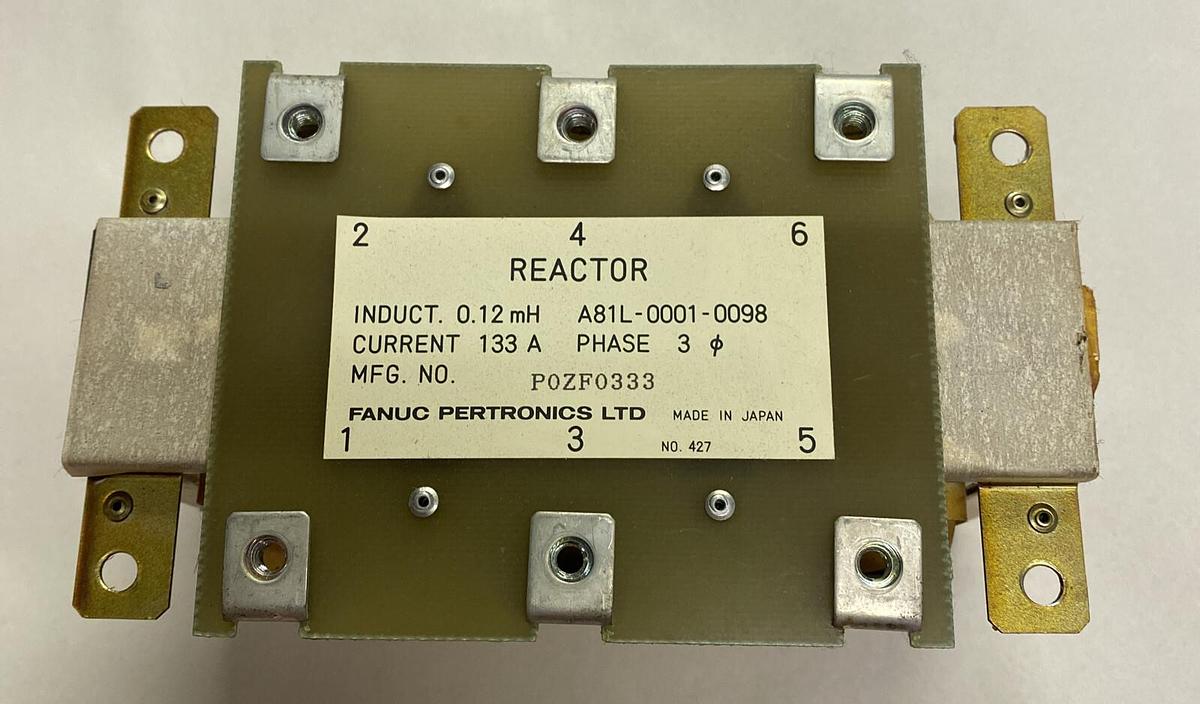 2 4 6
REACTOR
INDUCT. 0.12 mH A81L-0001-0098
CURRENT 133 A PHASE 3 ϕ
MFG. NO. P0ZF0333
FANUC PERTRONICS LTD MADE IN JAPAN
1 3 NO. 427 5